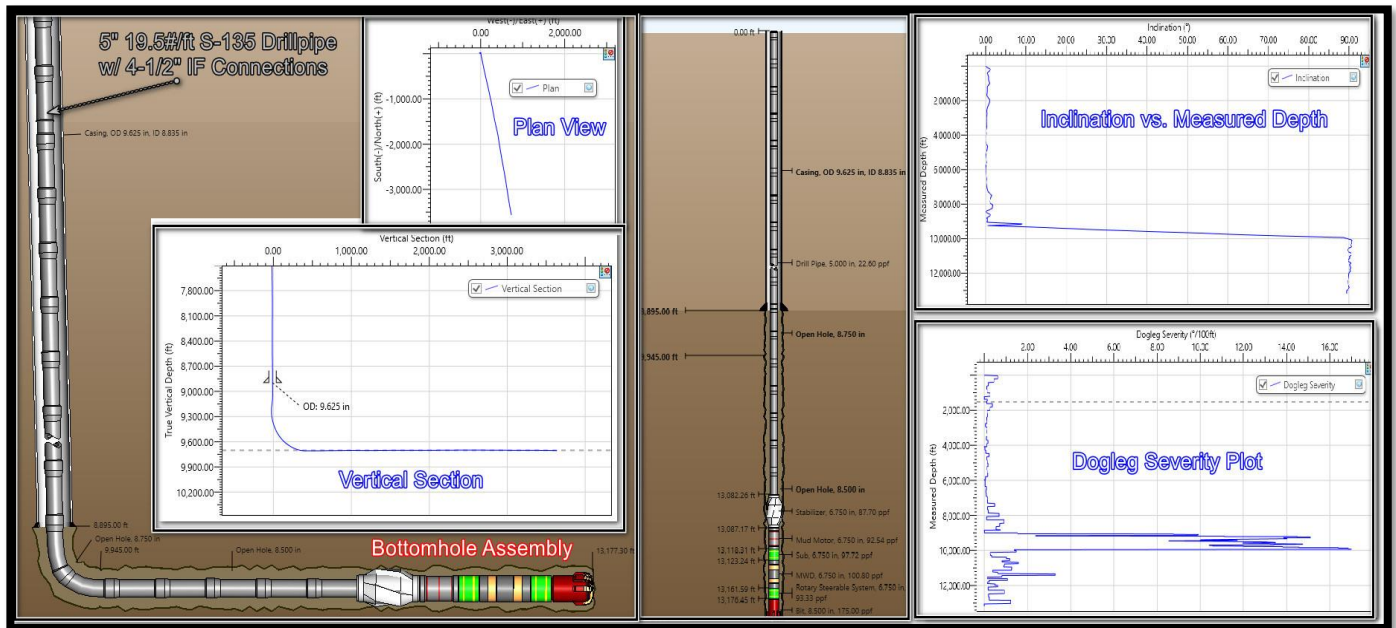 5" 19.5#/ft S-135 Drillpipe
w/ 4-1/2" IF Connections
Casing, OD 9.625 in, ID 8.835 in
West(-)/East(+) (ft)
0.00 2,000.00
South(-)/North(+) (ft)
-1,000.00
-2,000.00
-3,000.00
Plan
Plan View
Vertical Section (ft)
0.00 1,000.00 2,000.00 3,000.00
True Vertical Depth (ft)
7,800.00
8,100.00
8,400.00
8,700.00
9,000.00
9,300.00
9,600.00
9,900.00
10,200.00
Vertical Section
OD: 9.625 in
Vertical Section
8,895.00 ft
Open Hole, 8.750 in
9,945.00 ft
Open Hole, 8.500 in
Bottomhole Assembly
13,177.30 ft
0.00 ft
Casing, OD 9.625 in, ID 8.835 in
Drill Pipe, 5.000 in, 22.60 ppf
,895.00 ft
Open Hole, 8.750 in
,945.00 ft
Open Hole, 8.500 in
13,082.26 ft
Stabilizer, 6.750 in, 87.70 ppf
13,087.17 ft
Mud Motor, 6.750 in, 92.54 ppf
13,118.31 ft
Sub, 6.750 in, 97.72 ppf
13,123.24 ft
MWD, 6.750 in, 100.80 ppf
13,161.59 ft
Rotary Steerable System, 6.750 in
93.33 ppf
13,176.45 ft
Bit, 8.500 in, 175.00 ppf
Inclination (°)
0.00 10.00 20.00 30.00 40.00 50.00 60.00 70.00 80.00 90.00
Measured Depth (ft)
2,000.00
4,000.00
6,000.00
8,000.00
10,000.00
12,000.00
Inclination
Inclination vs. Measured Depth
Dogleg Severity (°/100ft)
2.00 4.00 6.00 8.00 10.00 12.00 14.00 16.00
Measured Depth (ft)
2,000.00
4,000.00
6,000.00
8,000.00
10,000.00
12,000.00
Dogleg Severity
Dogleg Severity Plot